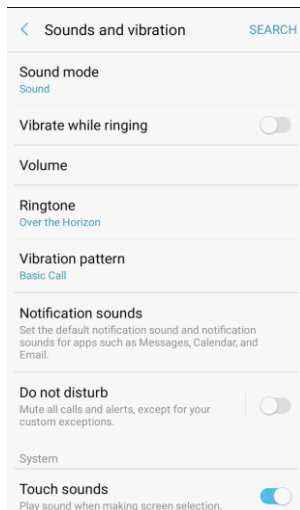 Sounds and vibration SEARCH
Sound mode
Sound
Vibrate while ringing
Volume
Ringtone
Over the Horizon
Vibration pattern
Basic Call
Notification sounds
Set the default notification sound and notification
sounds for apps such as Messages, Calendar, and
Email.
Do not disturb
Mute all calls and alerts, except for your
custom exceptions.
System
Touch sounds
Play sound when making screen selection.